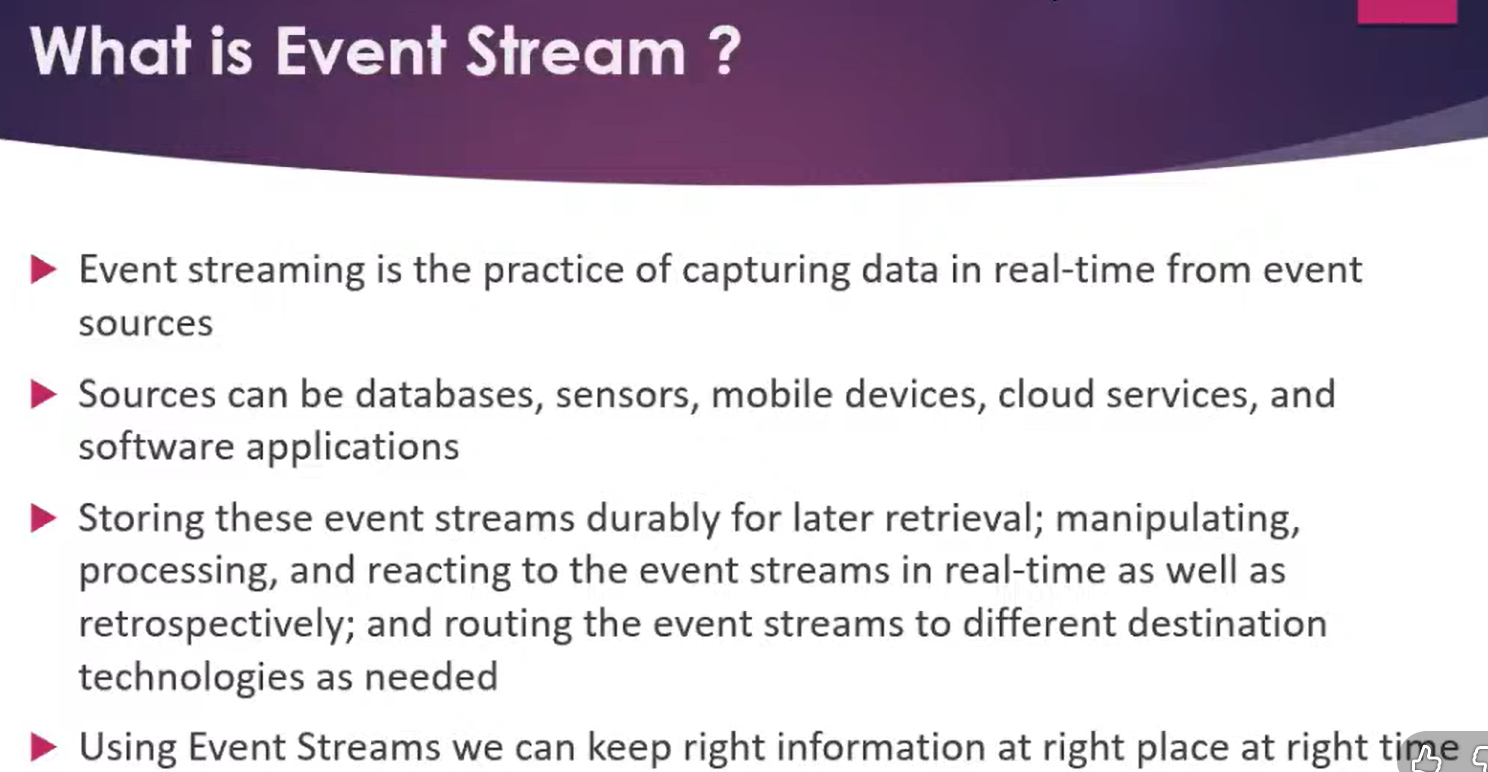 What is Event Stream ?
Event streaming is the practice of capturing data in real-time from event
sources
Sources can be databases, sensors, mobile devices, cloud services, and
software applications
Storing these event streams durably for later retrieval; manipulating,
processing, and reacting to the event streams in real-time as well as
retrospectively; and routing the event streams to different destination
technologies as needed
Using Event Streams we can keep right information at right place at right time